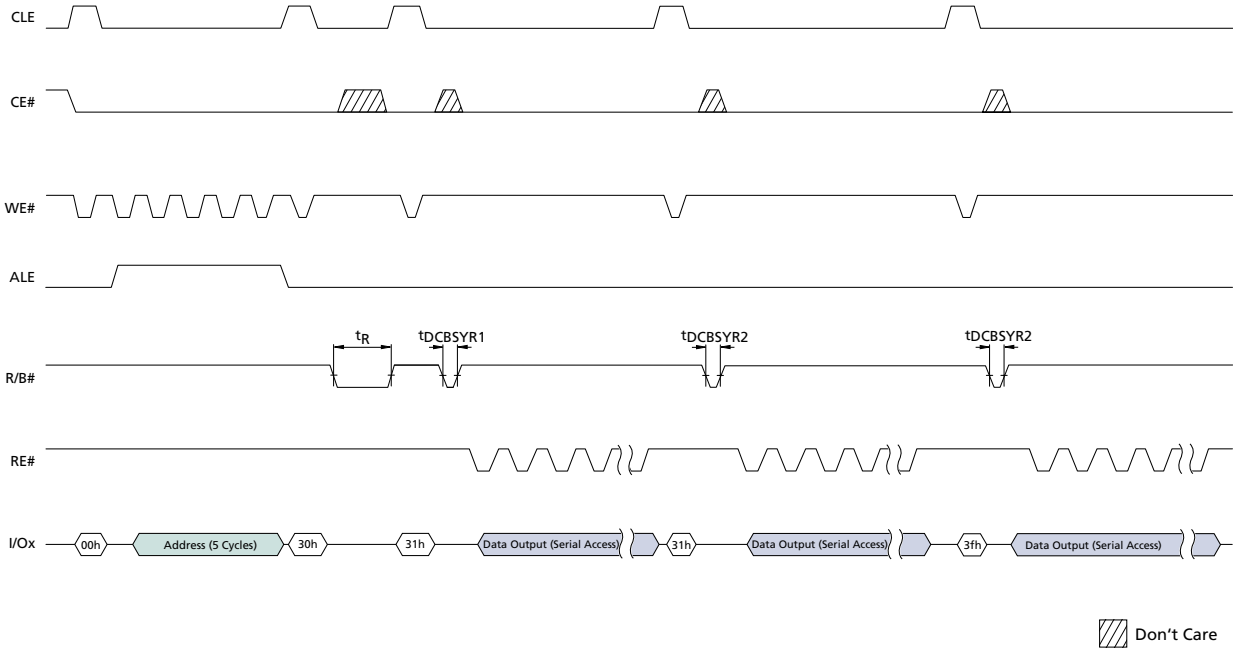 CLE
CE#
WE#
ALE
tR tDCBSYR1 tDCBSYR2 tDCBSYR2
R/B#
RE#
I/Ox 00h Address (5 Cycles) 30h 31h Data Output (Serial Access) 31h Data Output (Serial Access) 3fh Data Output (Serial Access)
Don't Care